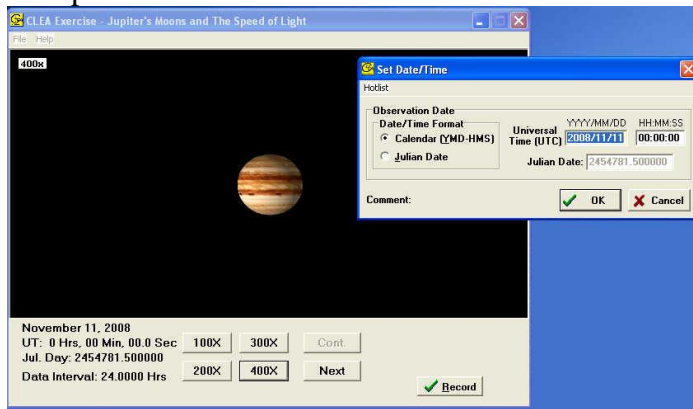 CLEA Exercise - Jupiter's Moons and The Speed of Light
File Help
400x
Set Date/Time
Hotlist
Observation Date
Date/Time Format
Calendar (YMD-HMS)
Julian Date
Universal Time (UTC)
YYYY/MM/DD HH:MM:SS
2008/11/11 00:00:00
Julian Date: 2454781.500000
Comment:
OK Cancel
November 11, 2008
UT: 0 Hrs, 00 Min, 00.0 Sec
Jul. Day: 2454781.500000
Data Interval: 24.0000 Hrs
100X 300X Cont.
200X 400X Next
Record